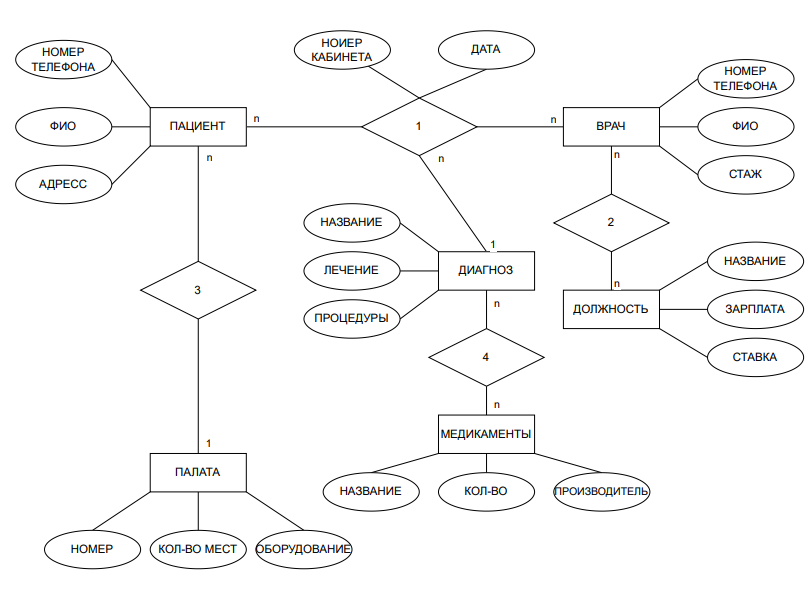 НОМЕР
ТЕЛЕФОНА
НОИЕР
КАБИНЕТА
ДАТА
НОМЕР
ТЕЛЕФОНА
ФИО
ПАЦИЕНТ
n
1
n
ВРАЧ
ФИО
n
n
n
АДРЕСС
СТАЖ
НАЗВАНИЕ
2
1
НАЗВАНИЕ
ЛЕЧЕНИЕ
ДИАГНОЗ
3
n
n
ПРОЦЕДУРЫ
ДОЛЖНОСТЬ
ЗАРПЛАТА
4
СТАВКА
n
1
МЕДИКАМЕНТЫ
ПАЛАТА
НАЗВАНИЕ
КОЛ-ВО
ПРОИЗВОДИТЕЛЬ
НОМЕР
КОЛ-ВО МЕСТ
ОБОРУДОВАНИЕ